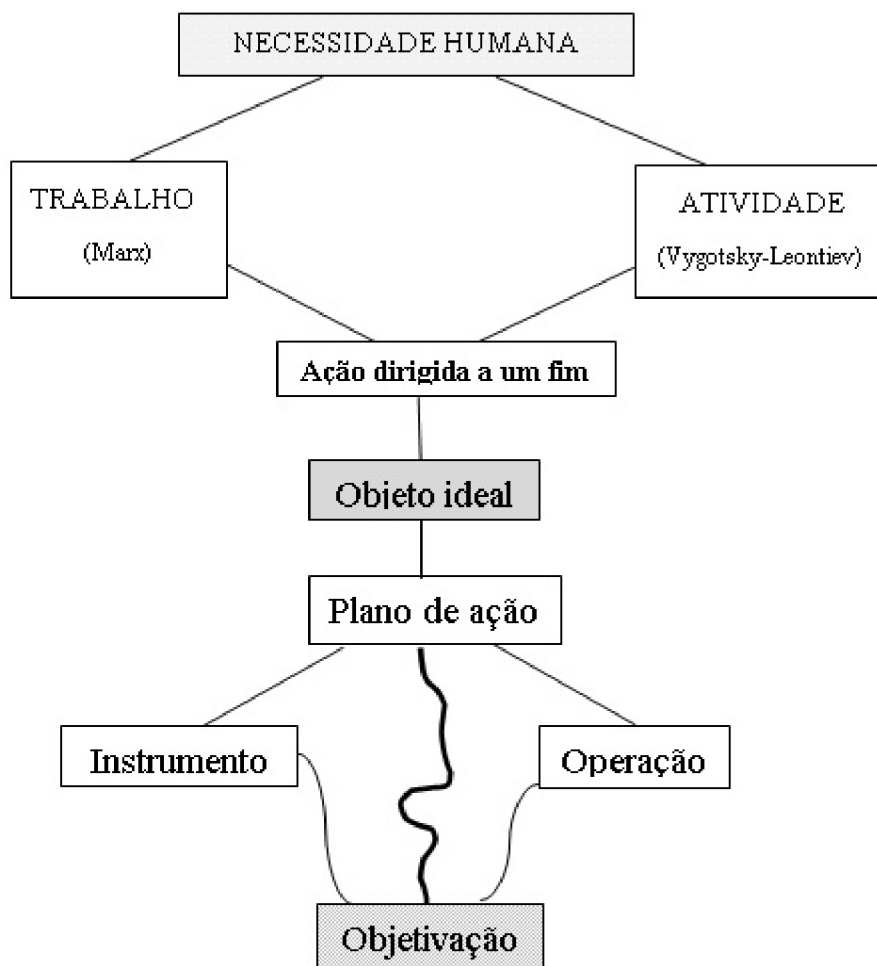 NECESSIDADE HUMANA
TRABALHO
(Marx)
ATIVIDADE
(Vygotsky-Leontiev)
Ação dirigida a um fim
Objeto ideal
Plano de ação
Instrumento
Operação
Objetivação